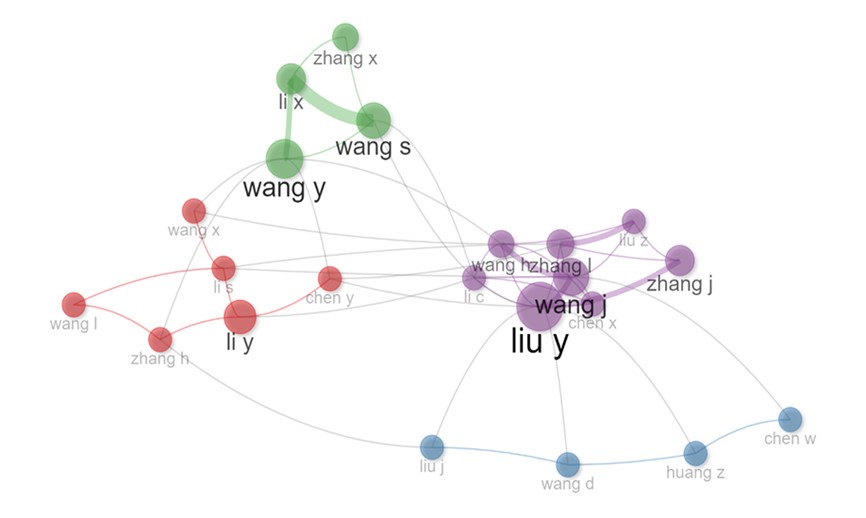 zhang x
li x
wang s
wang y
wang x
liu z
wang h
zhang l
li s
zhang j
chen y
li c
wang j
wang l
chen x
li y
liu y
zhang h
chen w
liu j
huang z
wang d